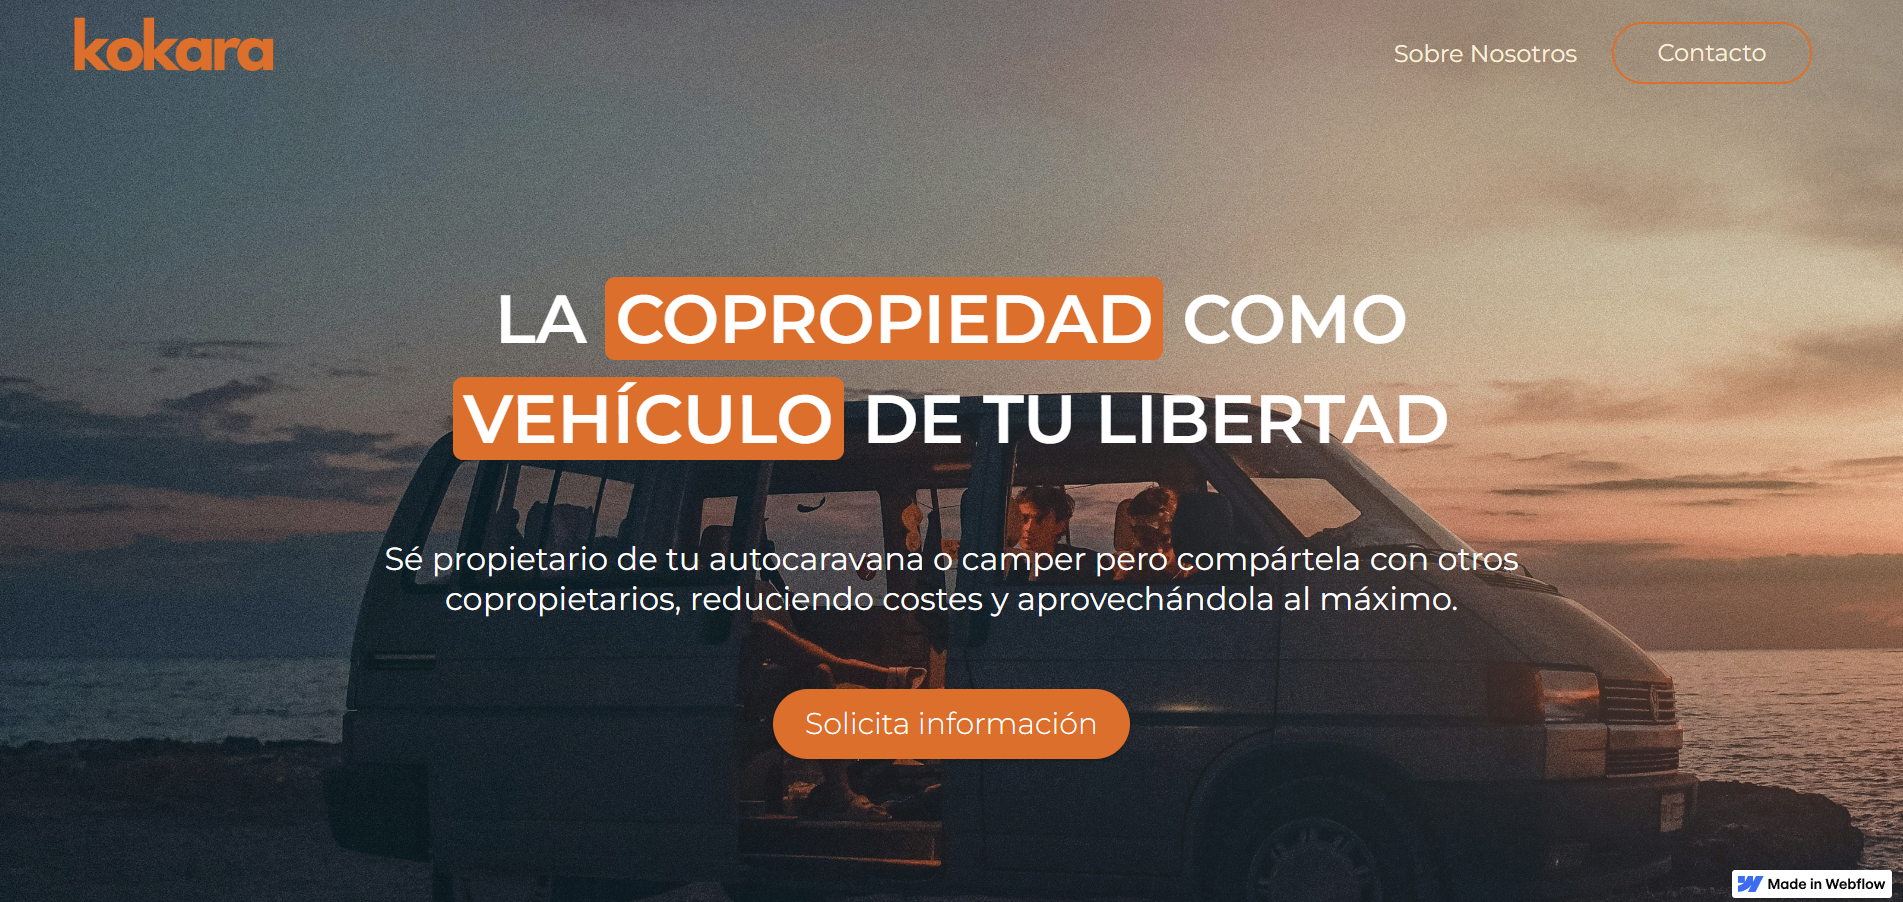 kokara
Sobre Nosotros
Contacto
LA COPROPIEDAD COMO
VEHÍCULO DE TU LIBERTAD
Sé propietario de tu autocaravana o camper pero compártela con otros
copropietarios, reduciendo costes y aprovechándola al máximo.
Solicita información
Made in Webflow